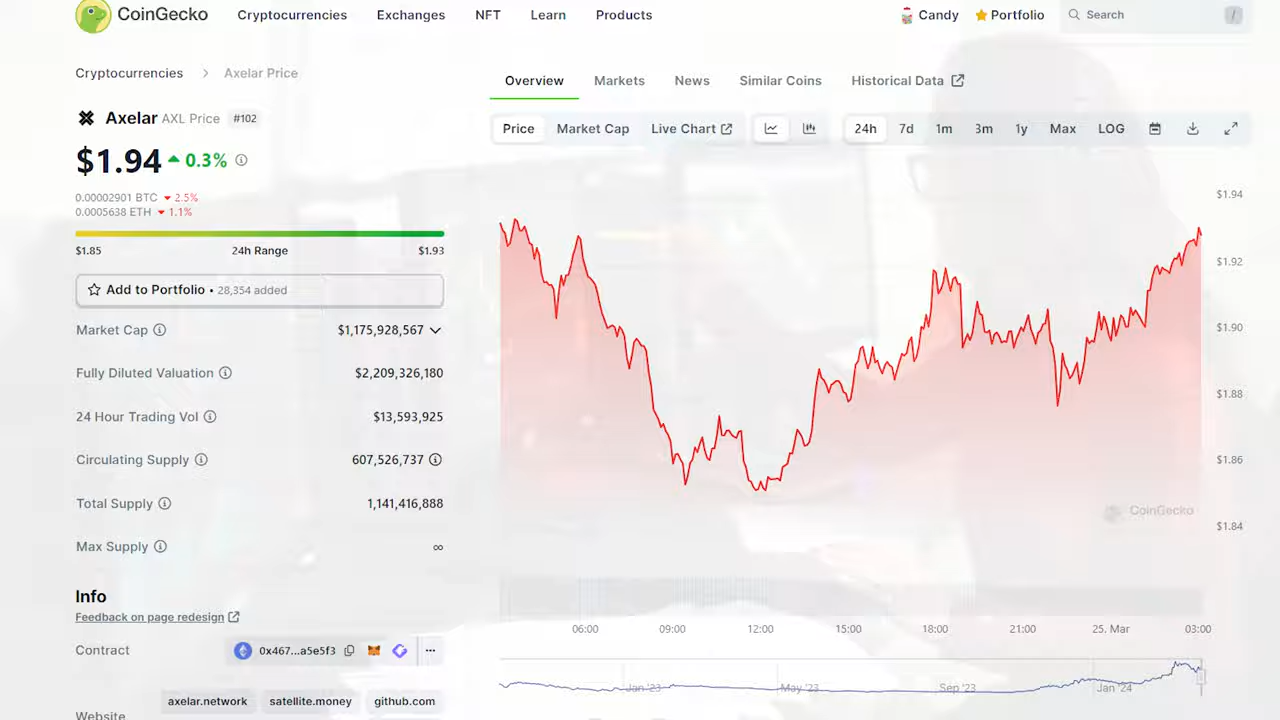 CoinGecko
Cryptocurrencies Exchanges NFT Learn Products
Candy Portfolio Search /
Cryptocurrencies > Axelar Price
Overview Markets News Similar Coins Historical Data
Axelar AXL Price #102
Price Market Cap Live Chart 24h 7d 1m 3m 1y Max LOG
$1.94 0.3%
0.00002901 BTC 2.5%
0.0005638 ETH 1.1%
$1.85 24h Range $1.93
Add to Portfolio • 28,354 added
Market Cap $1,175,928,567
Fully Diluted Valuation $2,209,326,180
24 Hour Trading Vol $13,593,925
Circulating Supply 607,526,737
Total Supply 1,141,416,888
Max Supply ∞
Info
Feedback on page redesign
Contract 0x467...a5e5f3 ...
Website axelar.network satellite.money github.com
$1.94
$1.92
$1.90
$1.88
$1.86
$1.84
CoinGecko
06:00 09:00 12:00 15:00 18:00 21:00 25. Mar 03:00
Jan '23 May '23 Sep '23 Jan '24